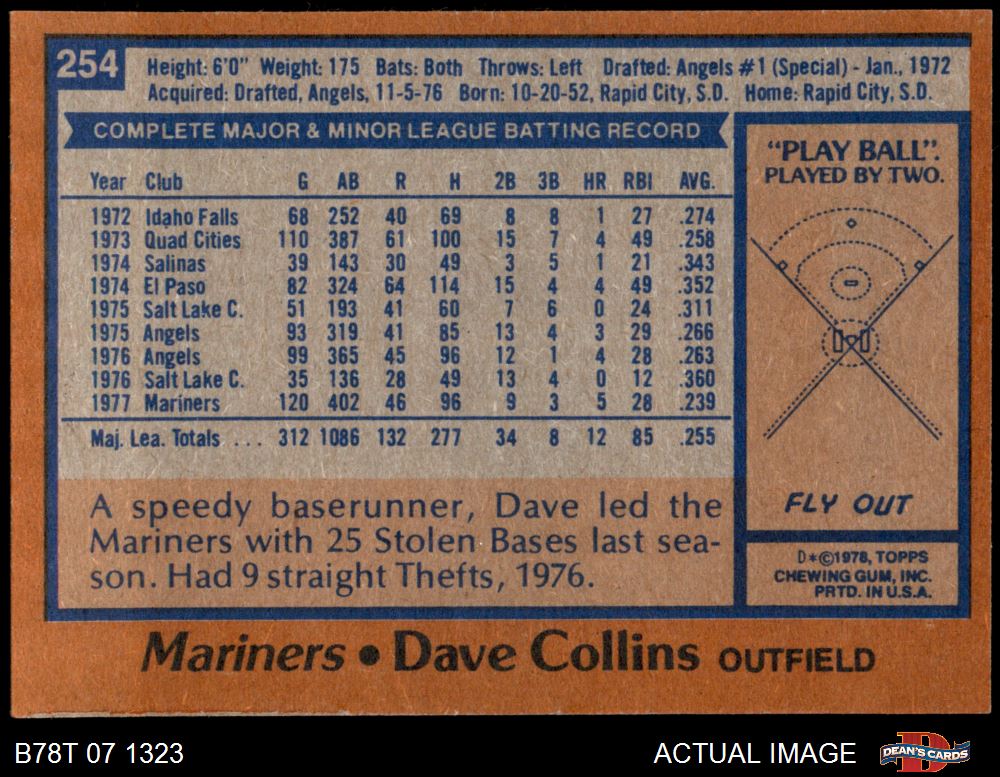 254
Height: 6'0" Weight: 175 Bats: Both Throws: Left Drafted: Angels #1 (Special) - Jan., 1972
Acquired: Drafted, Angels, 11-5-76 Born: 10-20-52, Rapid City, S.D. Home: Rapid City, S.D.
COMPLETE MAJOR & MINOR LEAGUE BATTING RECORD
Year Club G AB R H 2B 3B HR RBI AVG.
1972 Idaho Falls 68 252 40 69 8 8 1 27 .274
1973 Quad Cities 110 387 61 100 15 7 4 49 .258
1974 Salinas 39 143 30 49 3 5 1 21 .343
1974 El Paso 82 324 64 114 15 4 4 49 .352
1975 Salt Lake C. 51 193 41 60 7 6 0 24 .311
1975 Angels 93 319 41 85 13 4 3 29 .266
1976 Angels 99 365 45 96 12 1 4 28 .263
1976 Salt Lake C. 35 136 28 49 13 4 0 12 .360
1977 Mariners 120 402 46 96 9 3 5 28 .239
Maj. Lea. Totals ... 312 1086 132 277 34 8 12 85 .255
A speedy baserunner, Dave led the
Mariners with 25 Stolen Bases last sea-
son. Had 9 straight Thefts, 1976.
"PLAY BALL".
PLAYED BY TWO.
FLY OUT
D*©1978, TOPPS
CHEWING GUM, INC.
PRTD. IN U.S.A.
Mariners • Dave Collins OUTFIELD
B78T 07 1323
ACTUAL IMAGE
DEAN'S CARDS